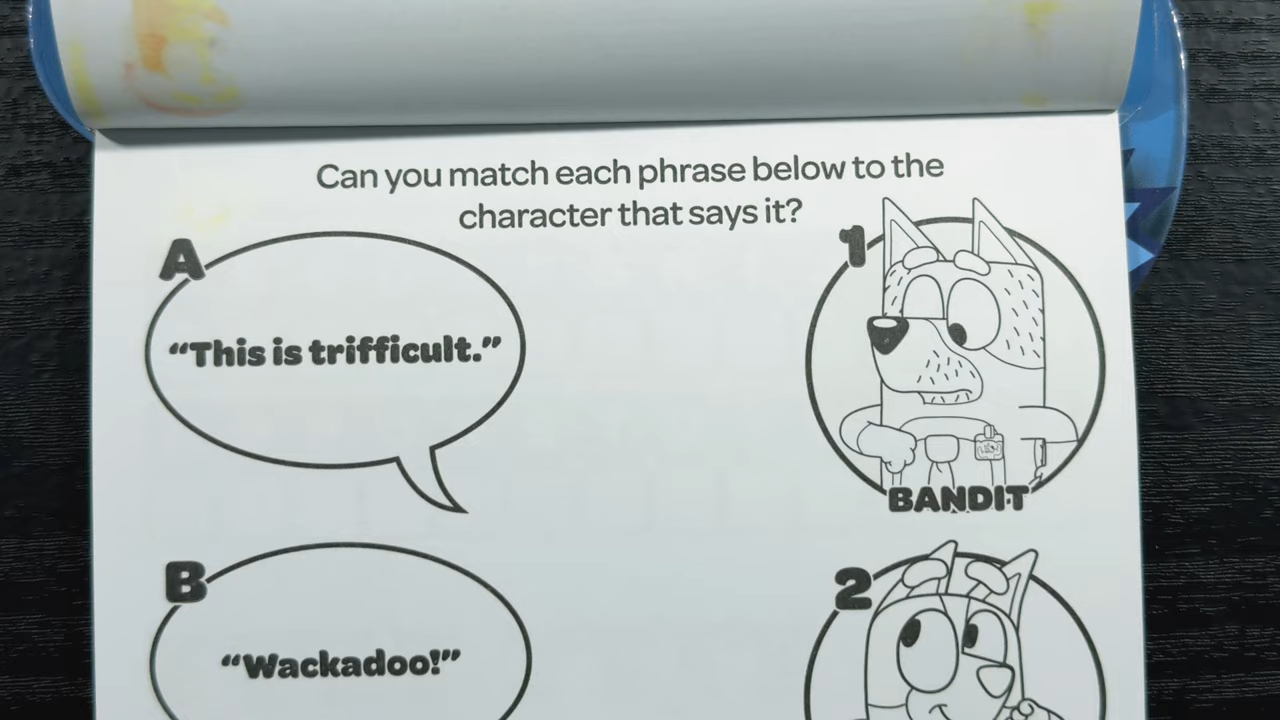 Can you match each phrase below to the
character that says it?
A
1
“This is trifficult.”
BANDIT
B
2
“Wackadoo!”